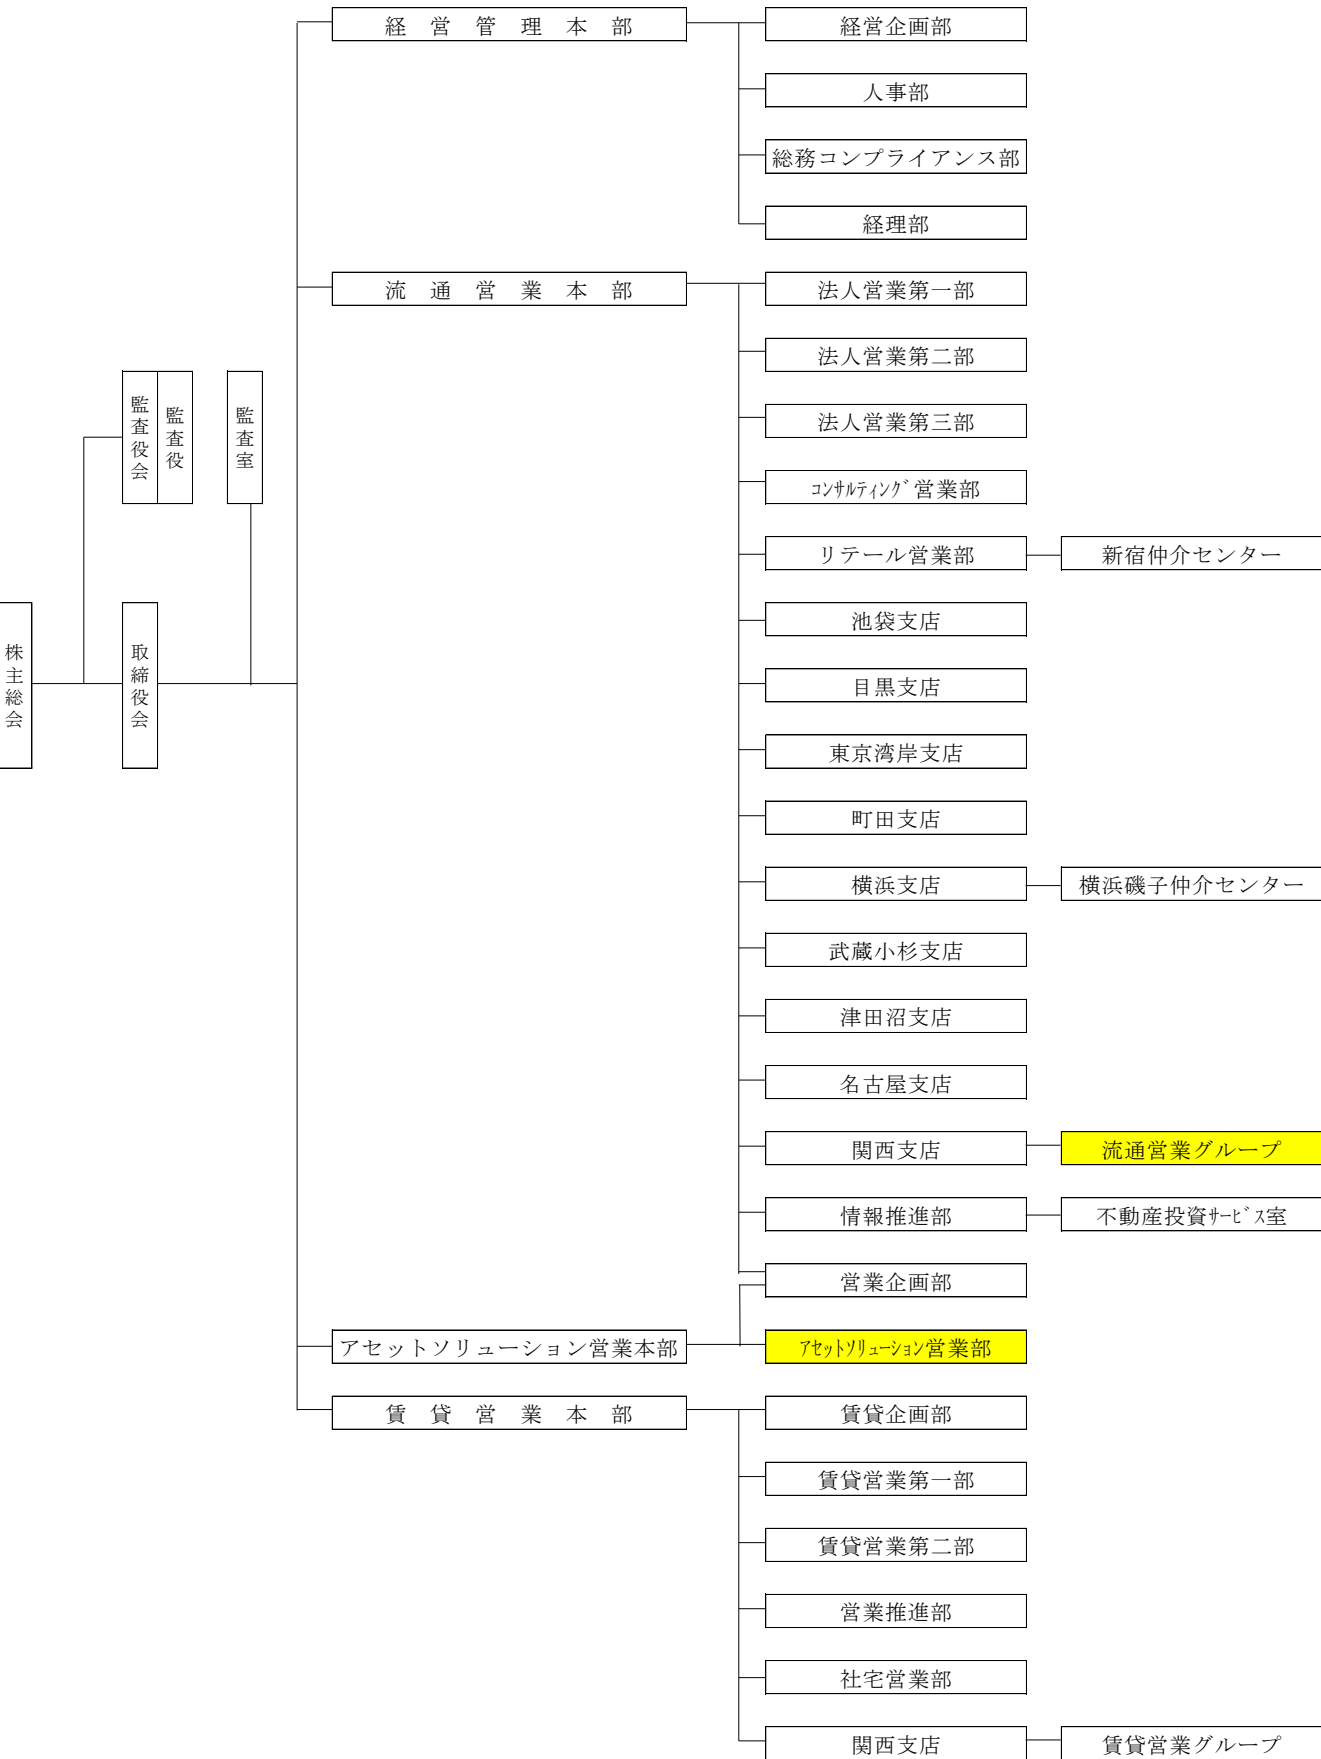 経営管理本部
経営企画部
人事部
総務コンプライアンス部
経理部
流通営業本部
法人営業第一部
法人営業第二部
法人営業第三部
ｺﾝｻﾙﾃｨﾝｸﾞ営業部
リテール営業部
新宿仲介センター
池袋支店
目黒支店
東京湾岸支店
町田支店
横浜支店
横浜磯子仲介センター
武蔵小杉支店
津田沼支店
名古屋支店
関西支店
流通営業グループ
情報推進部
不動産投資ｻｰﾋﾞｽ室
営業企画部
監査役会
監査役
監査室
株主総会
取締役会
アセットソリューション営業本部
ｱｾｯﾄｿﾘｭｰｼｮﾝ営業部
賃貸営業本部
賃貸企画部
賃貸営業第一部
賃貸営業第二部
営業推進部
社宅営業部
関西支店
賃貸営業グループ